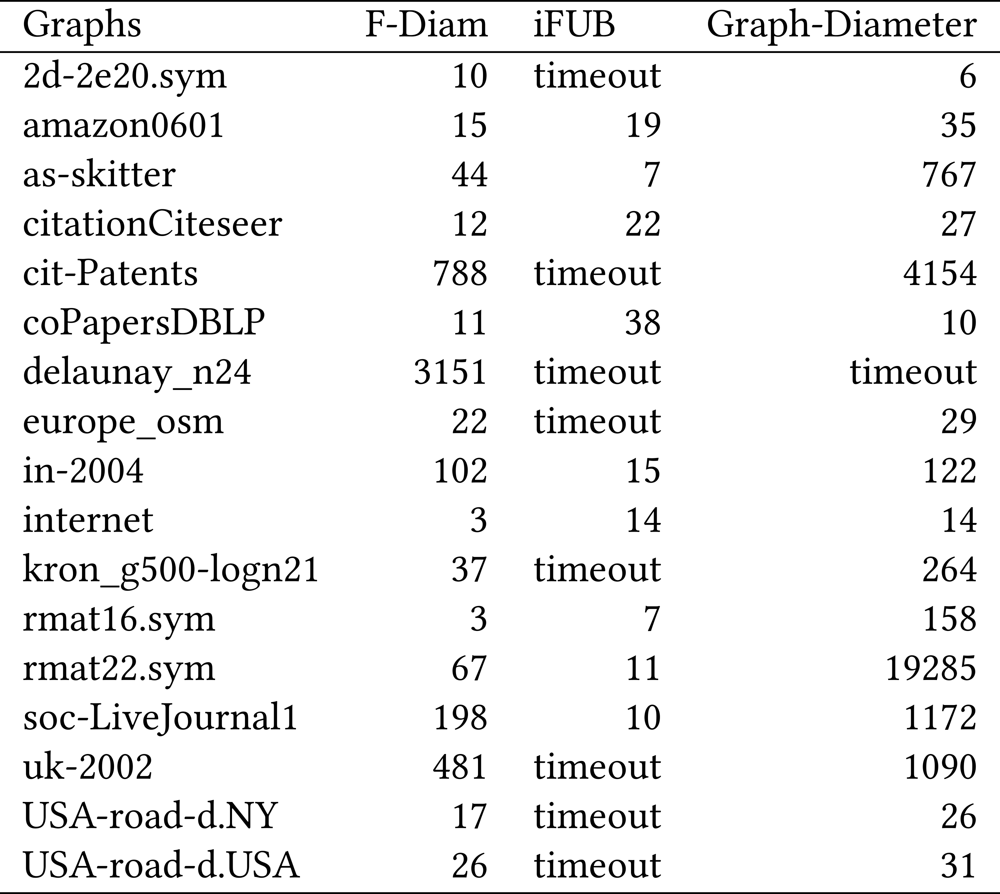 Graphs F-Diam iFUB Graph-Diameter
2d-2e20.sym 10 timeout 6
amazon0601 15 19 35
as-skitter 44 7 767
citationCiteseer 12 22 27
cit-Patents 788 timeout 4154
coPapersDBLP 11 38 10
delaunay_n24 3151 timeout timeout
europe_osm 22 timeout 29
in-2004 102 15 122
internet 3 14 14
kron_g500-logn21 37 timeout 264
rmat16.sym 3 7 158
rmat22.sym 67 11 19285
soc-LiveJournal1 198 10 1172
uk-2002 481 timeout 1090
USA-road-d.NY 17 timeout 26
USA-road-d.USA 26 timeout 31